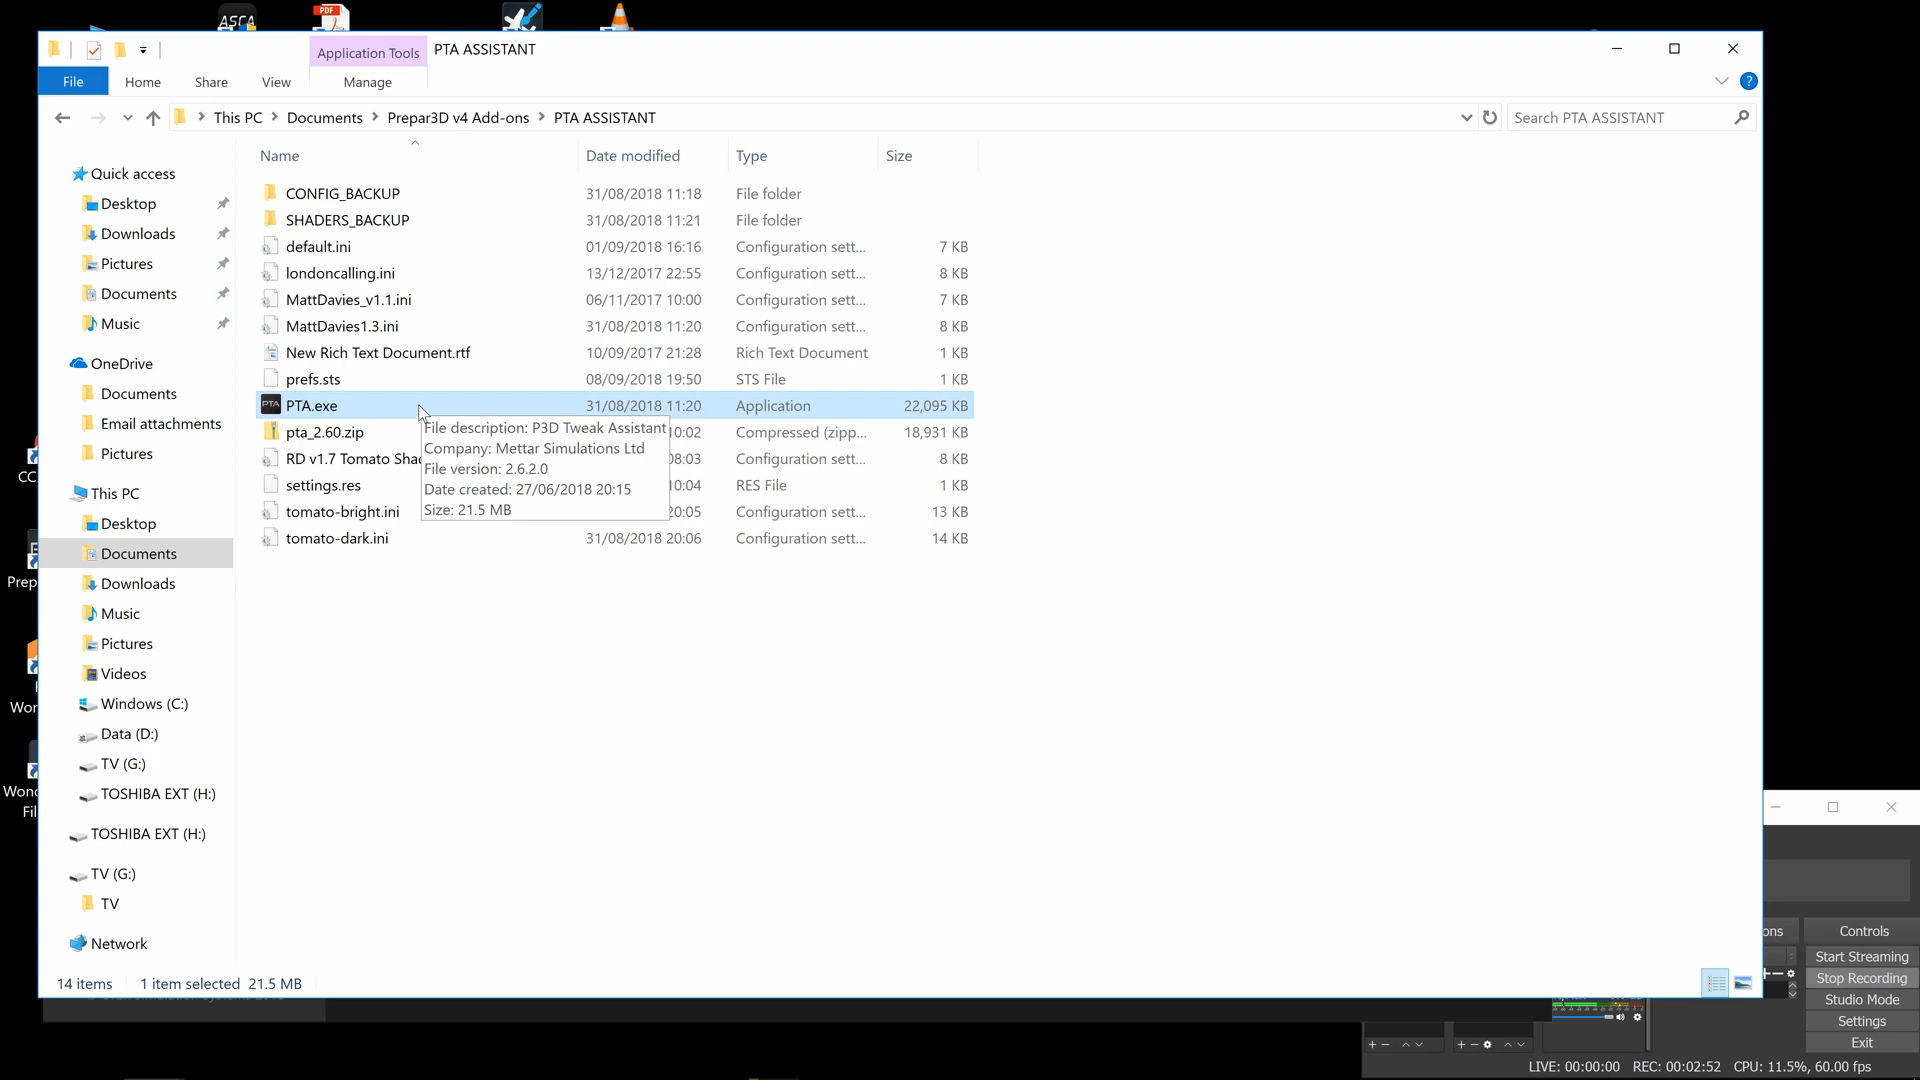 ASCA
PDF
Application Tools
PTA ASSISTANT
File
Home
Share
View
Manage
?
This PC
Documents
Prepar3D v4 Add-ons
PTA ASSISTANT
Search PTA ASSISTANT
Name
Date modified
Type
Size
Quick access
Desktop
Downloads
Pictures
Documents
Music
OneDrive
Documents
Email attachments
Pictures
This PC
Desktop
Documents
Downloads
Music
Pictures
Videos
Windows (C:)
Data (D:)
TV (G:)
TOSHIBA EXT (H:)
TOSHIBA EXT (H:)
TV (G:)
TV
Network
CONFIG_BACKUP 31/08/2018 11:18 File folder
SHADERS_BACKUP 31/08/2018 11:21 File folder
default.ini 01/09/2018 16:16 Configuration sett... 7 KB
londoncalling.ini 13/12/2017 22:55 Configuration sett... 8 KB
MattDavies_v1.1.ini 06/11/2017 10:00 Configuration sett... 7 KB
MattDavies1.3.ini 31/08/2018 11:20 Configuration sett... 8 KB
New Rich Text Document.rtf 10/09/2017 21:28 Rich Text Document 1 KB
prefs.sts 08/09/2018 19:50 STS File 1 KB
PTA PTA.exe 31/08/2018 11:20 Application 22,095 KB
pta_2.60.zip 10:02 Compressed (zipp... 18,931 KB
RD v1.7 Tomato Shac 08:03 Configuration sett... 8 KB
settings.res 10:04 RES File 1 KB
tomato-bright.ini 20:05 Configuration sett... 13 KB
tomato-dark.ini 31/08/2018 20:06 Configuration sett... 14 KB
File description: P3D Tweak Assistant
Company: Mettar Simulations Ltd
File version: 2.6.2.0
Date created: 27/06/2018 20:15
Size: 21.5 MB
14 items
1 item selected 21.5 MB
CC
Prep
Won
Wond
Fil
ons
Controls
Start Streaming
Stop Recording
Studio Mode
Settings
Exit
LIVE: 00:00:00 REC: 00:02:52 CPU: 11.5%, 60.00 fps